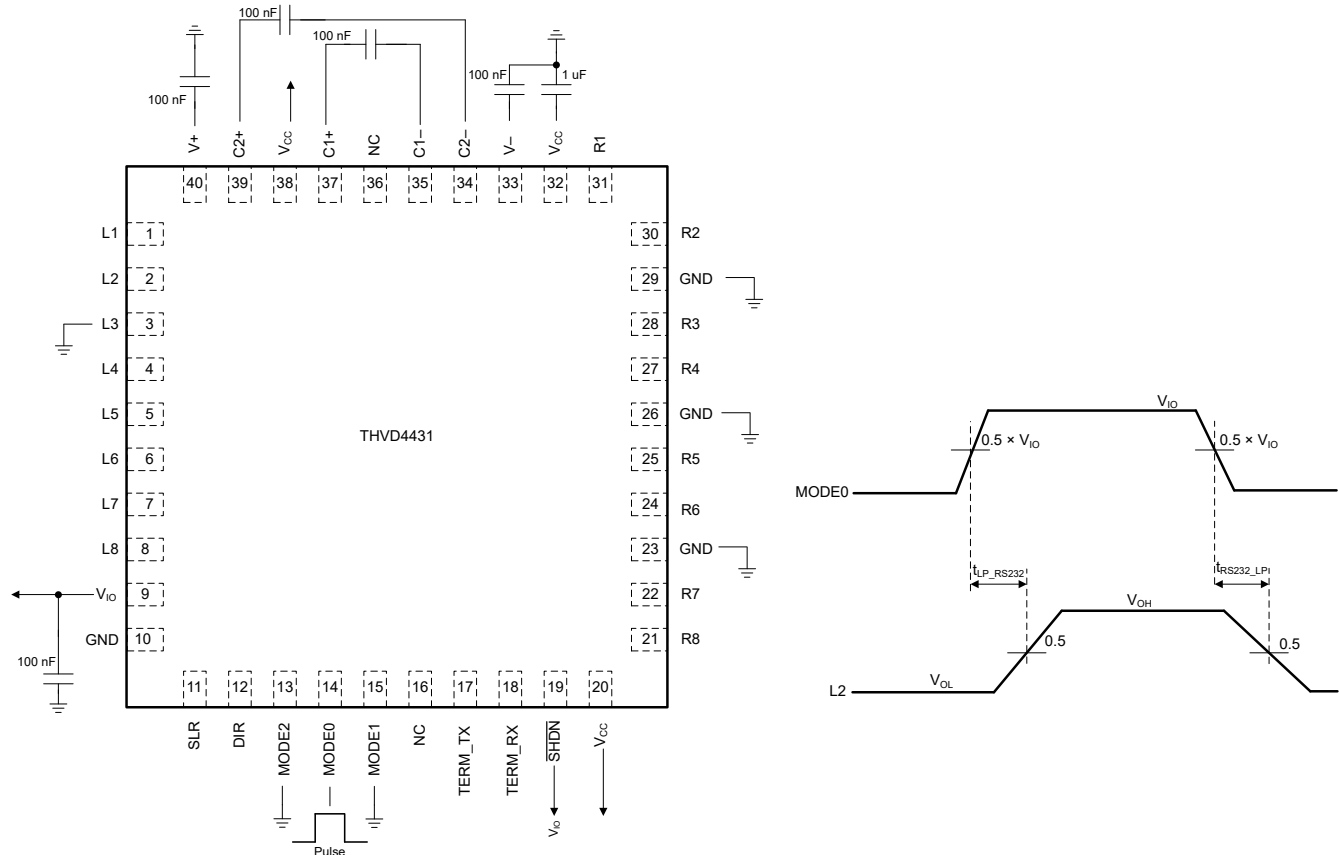 100 nF
100 nF
100 nF
100 nF
1 uF
V+
C2+
VCC
C1+
NC
C1–
C2–
V–
VCC
R1
40
39
38
37
36
35
34
33
32
31
L1 1
L2 2
L3 3
L4 4
L5 5
L6 6
L7 7
L8 8
VIO 9
GND 10
100 nF
THVD4431
30 R2
29 GND
28 R3
27 R4
26 GND
25 R5
24 R6
23 GND
22 R7
21 R8
11
12
13
14
15
16
17
18
19
20
SLR
DIR
MODE2
MODE0
MODE1
NC
TERM_TX
TERM_RX
SHDN
VCC
VIO
Pulse
VIO
0.5 × VIO
0.5 × VIO
MODE0
tLP_RS232
tRS232_LPI
VOH
0.5
0.5
VOL
L2